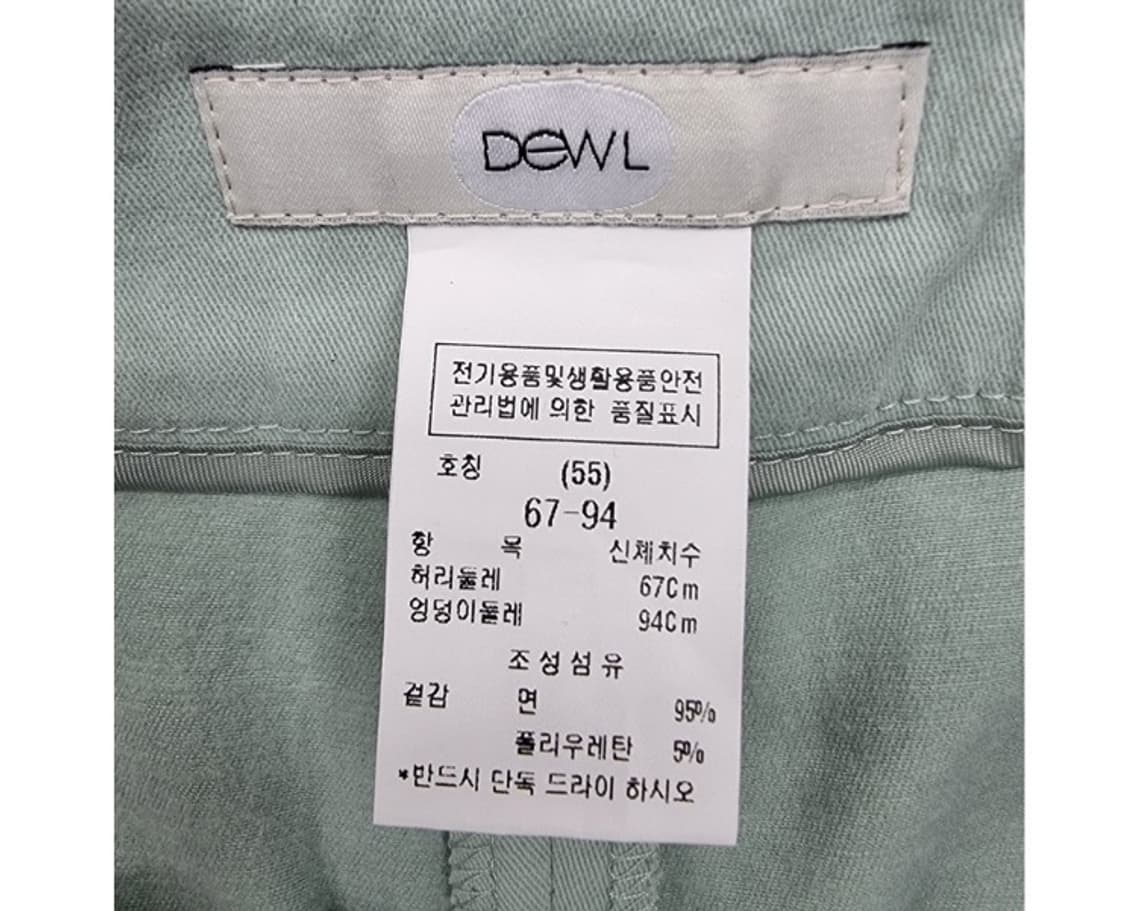 DeWL
전기용품및생활용품안전
관리법에 의한 품질표시
호칭 (55)
67-94
항 목 신체치수
허리둘레 67Cm
엉덩이둘레 94Cm
조성섬유
겉감 면 95%
폴리우레탄 5%
*반드시 단독 드라이 하시오